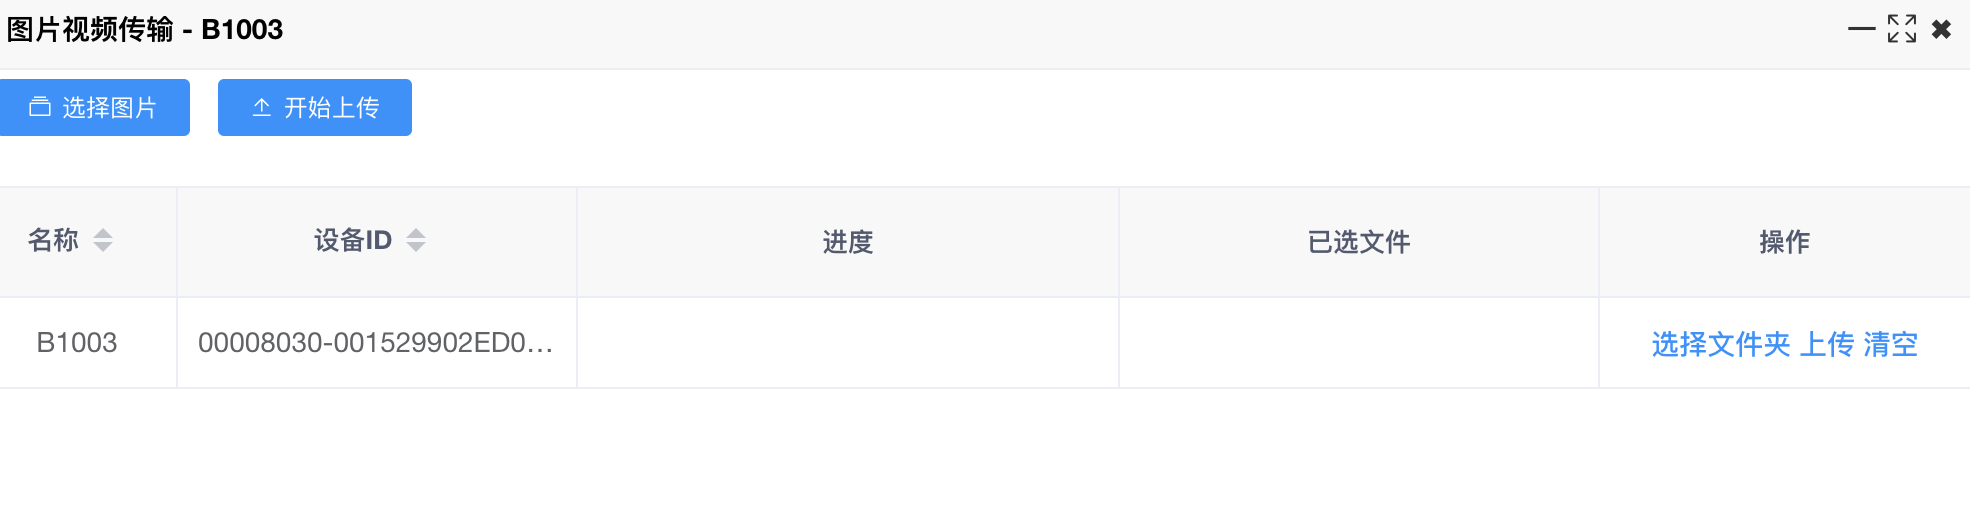 图片视频传输 - B1003
选择图片 开始上传
名称 设备ID 进度 已选文件 操作
B1003 00008030-001529902ED0... 选择文件夹 上传 清空